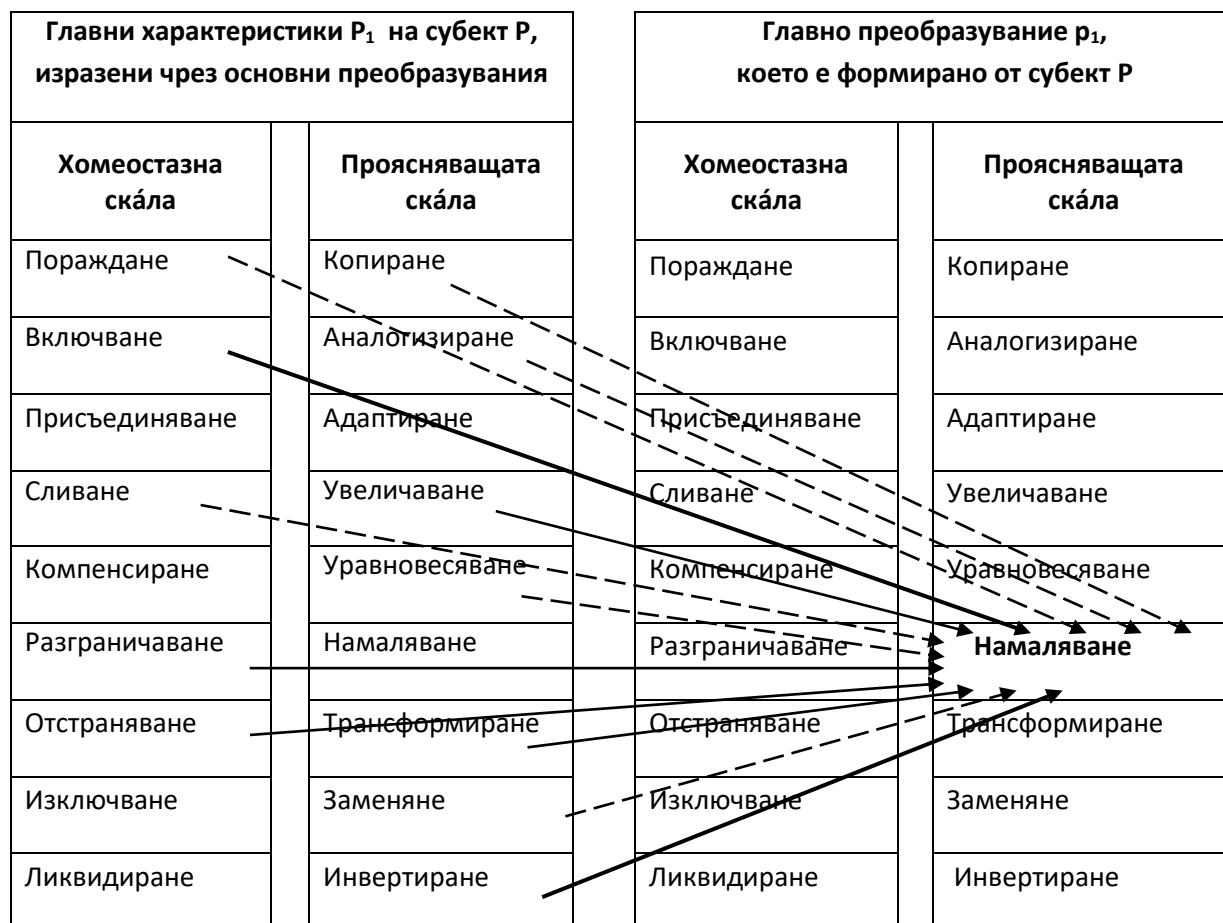 Главни характеристики P₁ на субект P,
изразени чрез основни преобразувания
Главно преобразуване p₁,
което е формирано от субект P
Хомеостазна
ска́ла
Проясняващата
ска́ла
Хомеостазна
ска́ла
Проясняващата
ска́ла
Пораждане Копиране Пораждане Копиране
Включване Аналогизиране Включване Аналогизиране
Присъединяване Адаптиране Присъединяване Адаптиране
Сливане Увеличаване Сливане Увеличаване
Компенсиране Уравновесяване Компенсиране Уравновесяване
Разграничаване Намаляване Разграничаване Намаляване
Отстраняване Трансформиране Отстраняване Трансформиране
Изключване Заменяне Изключване Заменяне
Ликвидиране Инвертиране Ликвидиране Инвертиране